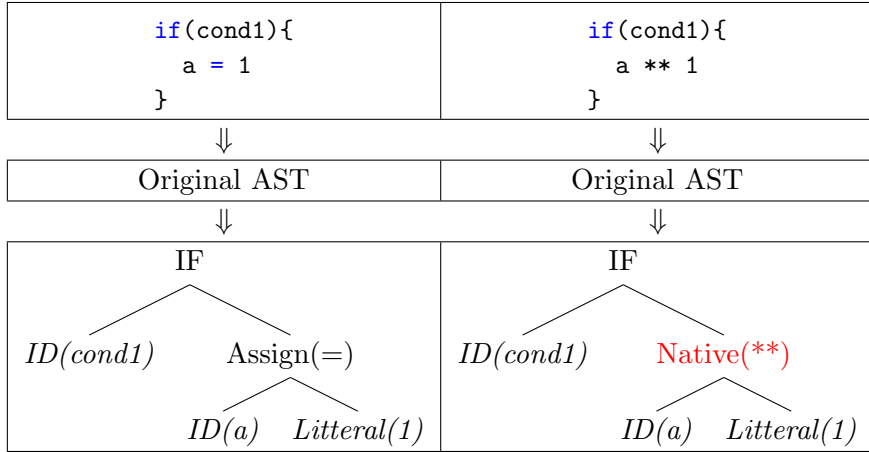 if(cond1){
a = 1
}
if(cond1){
a ** 1
}
⇓ ⇓
Original AST Original AST
⇓ ⇓
IF
ID(cond1) Assign(=)
ID(a) Litteral(1)
IF
ID(cond1) Native(**)
ID(a) Litteral(1)